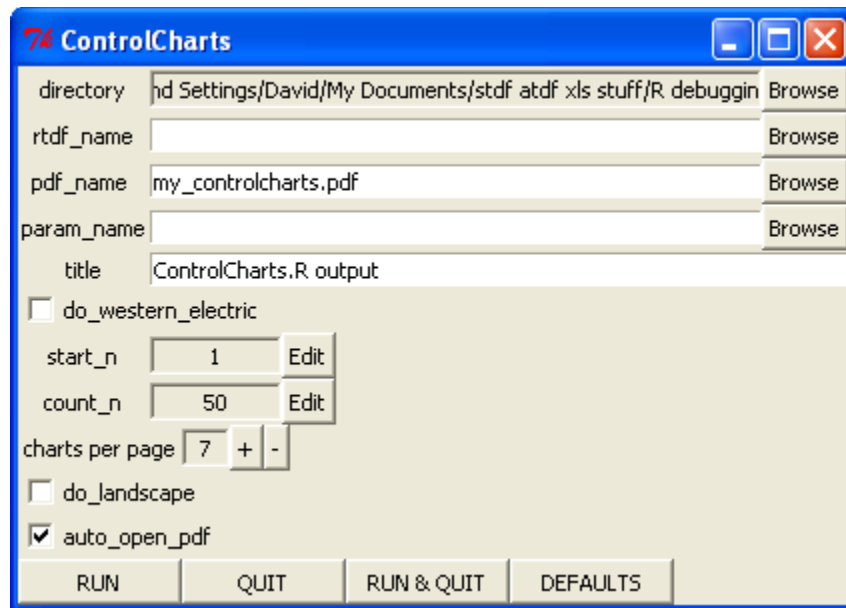 7k ControlCharts
directory nd Settings/David/My Documents/stdf atdf xls stuff/R debuggin Browse
rtdf_name Browse
pdf_name my_controlcharts.pdf Browse
param_name Browse
title ControlCharts.R output
do_western_electric
start_n 1 Edit
count_n 50 Edit
charts per page 7 + -
do_landscape
auto_open_pdf
RUN QUIT RUN & QUIT DEFAULTS